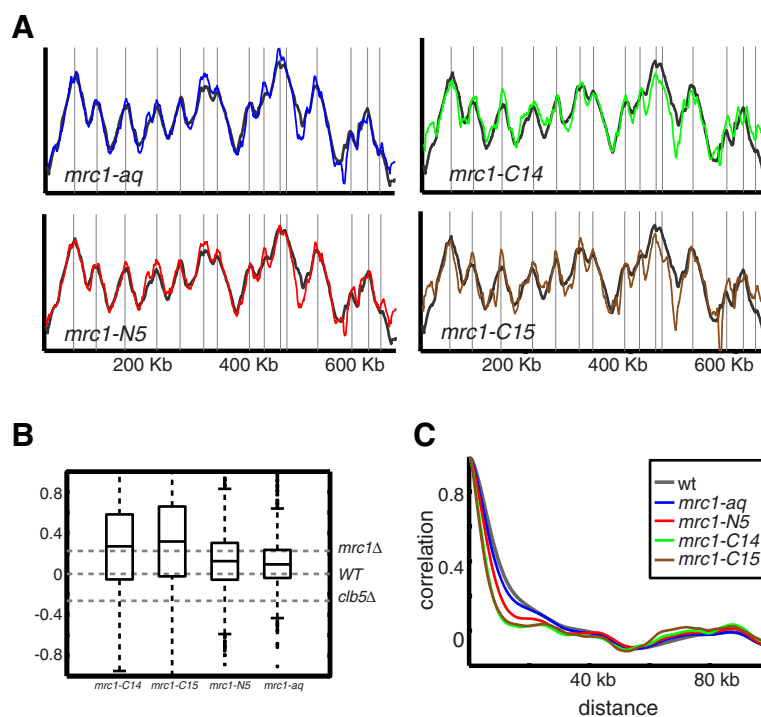 A
mrc1-aq
mrc1-C14
mrc1-N5
mrc1-C15
200 Kb 400 Kb 600 Kb
200 Kb 400 Kb 600 Kb
B
0.8
0.4
0
-0.4
-0.8
mrc1Δ
WT
clb5Δ
mrc1-C14 mrc1-C15 mrc1-N5 mrc1-aq
C
correlation
0.8
0.4
0
wt
mrc1-aq
mrc1-N5
mrc1-C14
mrc1-C15
40 kb 80 kb
distance